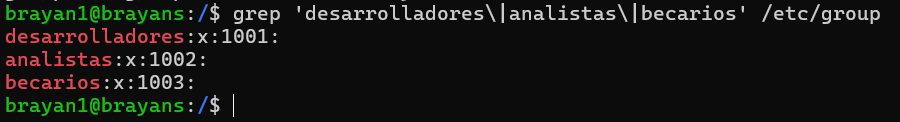 brayan1@brayans:/$ grep 'desarrolladores\|analistas\|becarios' /etc/group
desarrolladores:x:1001:
analistas:x:1002:
becarios:x:1003:
brayan1@brayans:/$